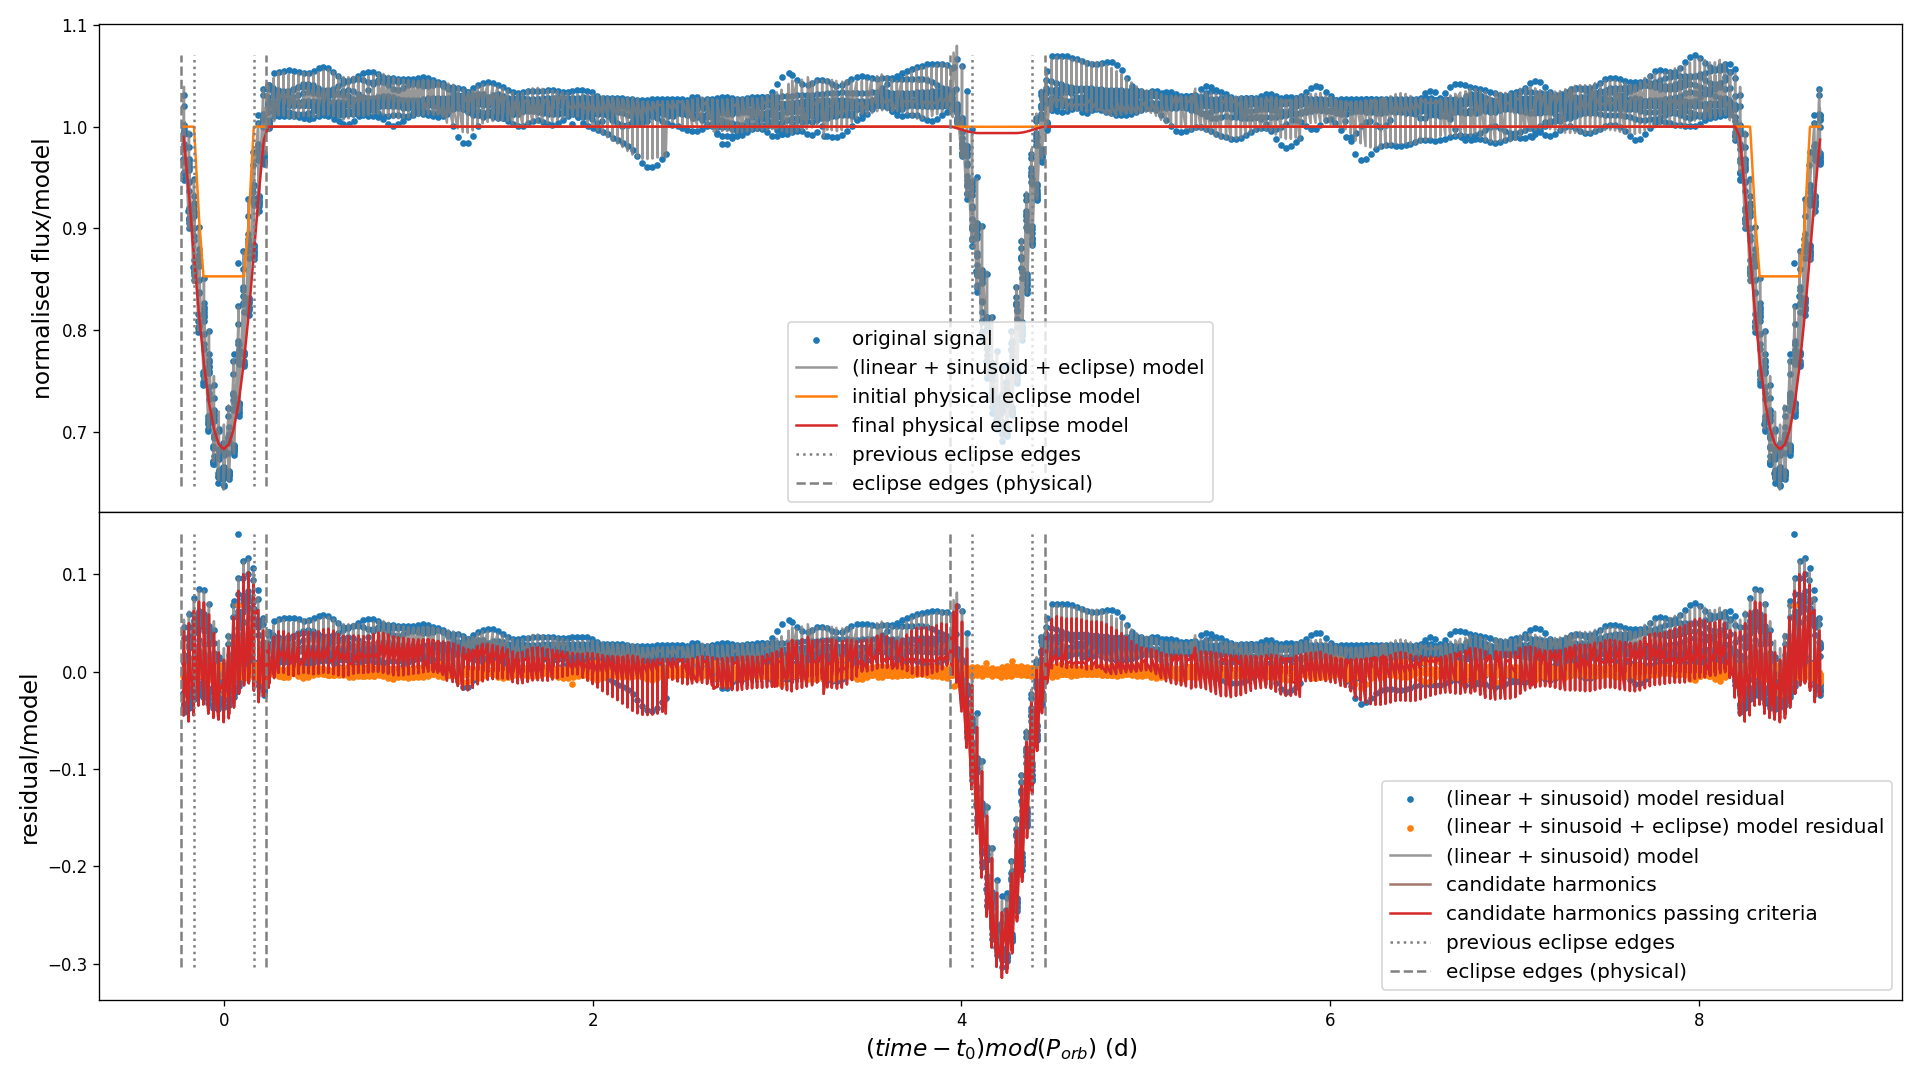 1.1
1.0
0.9
0.8
0.7
normalised flux/model
original signal
(linear + sinusoid + eclipse) model
initial physical eclipse model
final physical eclipse model
previous eclipse edges
eclipse edges (physical)
0.1
0.0
−0.1
−0.2
−0.3
residual/model
(linear + sinusoid) model residual
(linear + sinusoid + eclipse) model residual
(linear + sinusoid) model
candidate harmonics
candidate harmonics passing criteria
previous eclipse edges
eclipse edges (physical)
0 2 4 6 8
(time − t₀)mod(P_orb) (d)